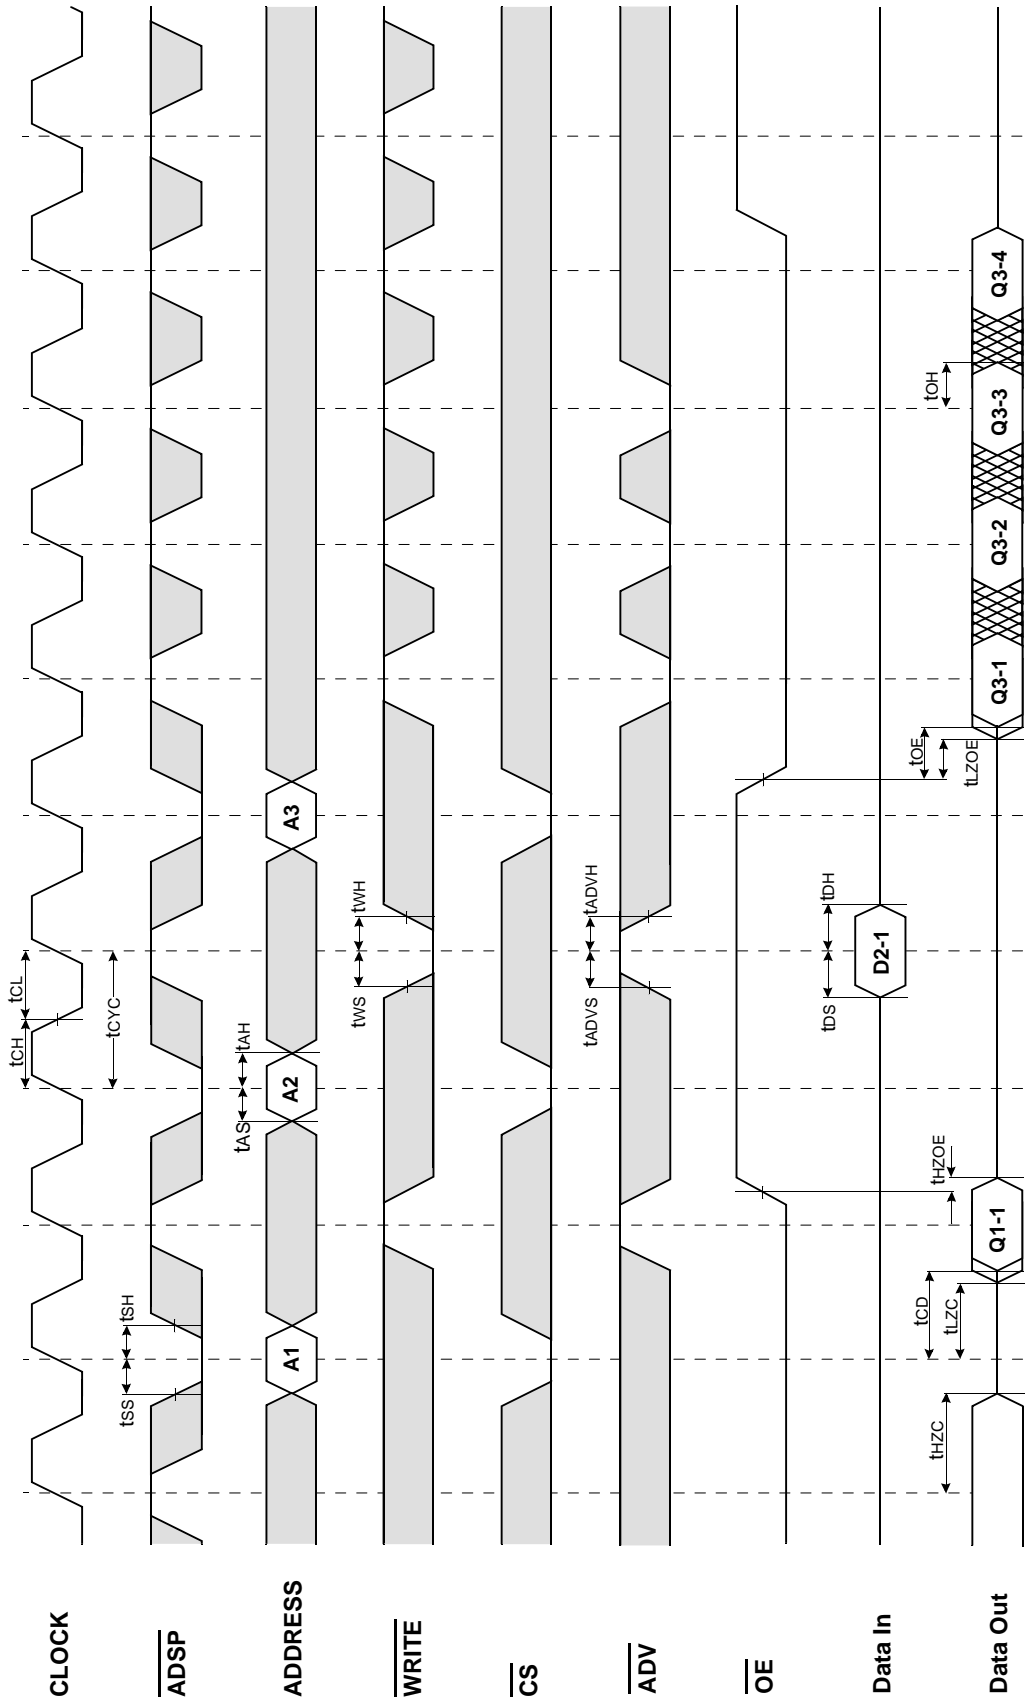 CLOCK
tCH
tCL
tCYC
ADSP
tSS
tSH
ADDRESS
A1
tAS
tAH
A2
A3
WRITE
tWS
tWH
CS
ADV
tADVS
tADVH
OE
Data In
tDS
tDH
D2-1
Data Out
tHZC
tCD
tLZC
Q1-1
tHZOE
tOE
tLZOE
Q3-1
Q3-2
Q3-3
tOH
Q3-4